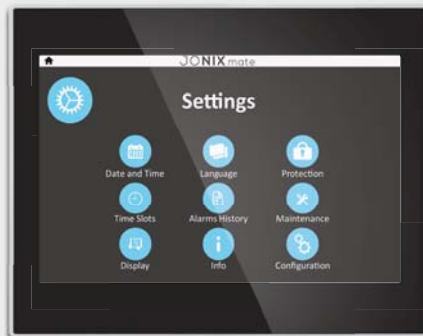 JONIX mate
Settings
Date and Time
Language
Protection
Time Slots
Alarms History
Maintenance
Display
Info
Configuration